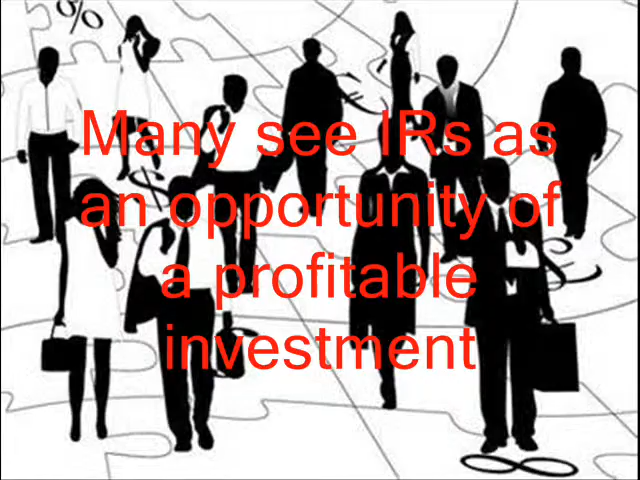 %
Many see IRs as
an opportunity of
a profitable
investment